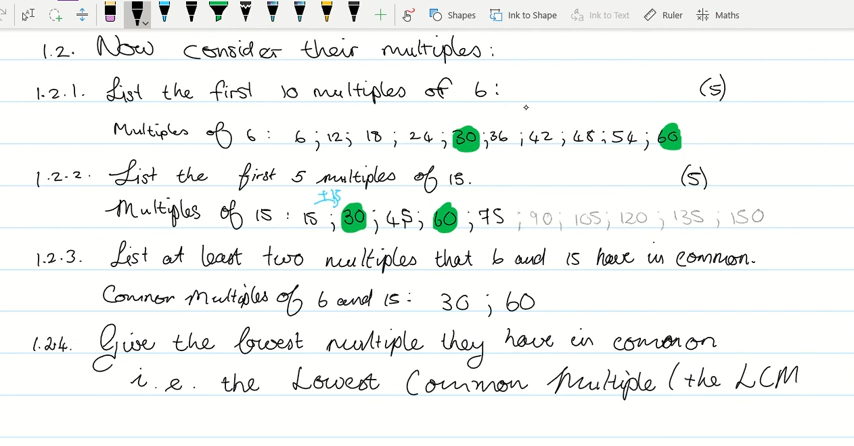 Shapes Ink to Shape Ink to Text Ruler Maths
1.2. Now consider their multiples:
1.2.1. List the first 10 multiples of 6: (5)
Multiples of 6: 6; 12; 18; 24; 30; 36; 42; 48; 54; 60
1.2.2. List the first 5 multiples of 15. (5)
+15
Multiples of 15: 15; 30; 45; 60; 75; 90; 105; 120; 135; 150
1.2.3. List at least two multiples that 6 and 15 have in common.
Common Multiples of 6 and 15: 30; 60
1.2.4. Give the lowest multiple they have in common
i.e. the Lowest Common Multiple (the LCM